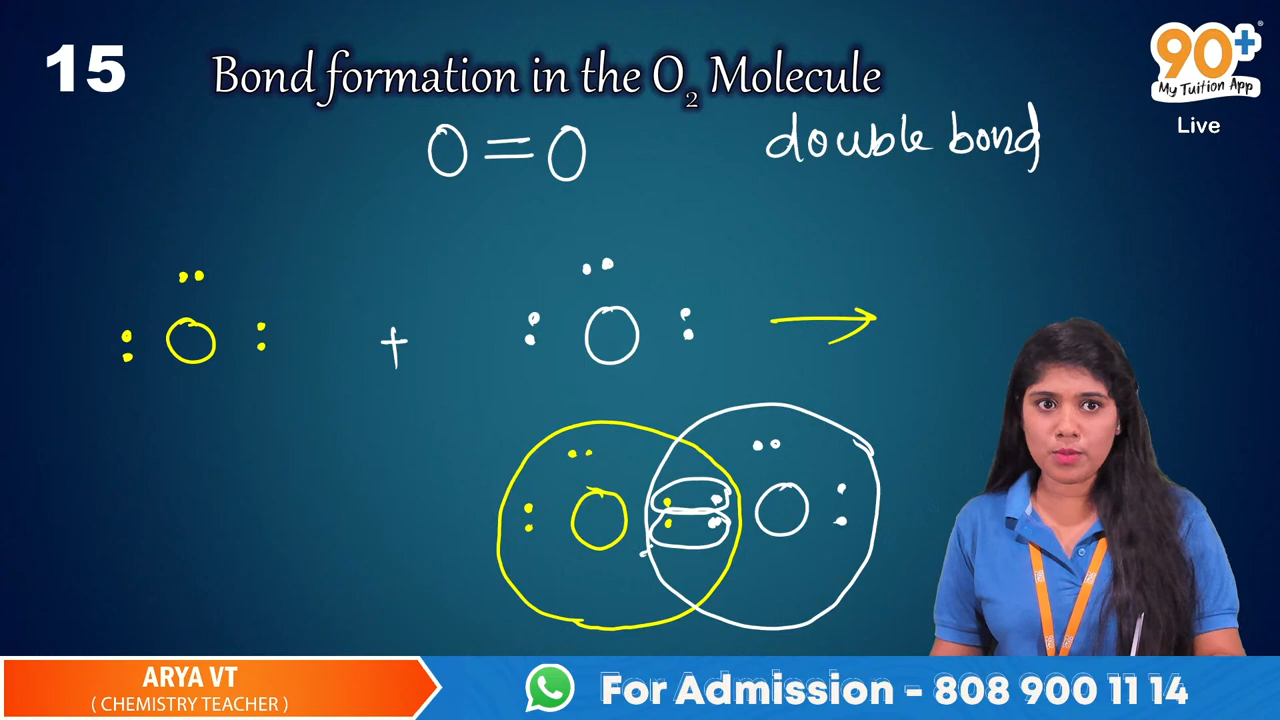 15
Bond formation in the O₂ Molecule
90+
My Tuition App
Live
O = O
double bond
O + O →
O O
ARYA VT
( CHEMISTRY TEACHER )
For Admission - 808 900 11 14